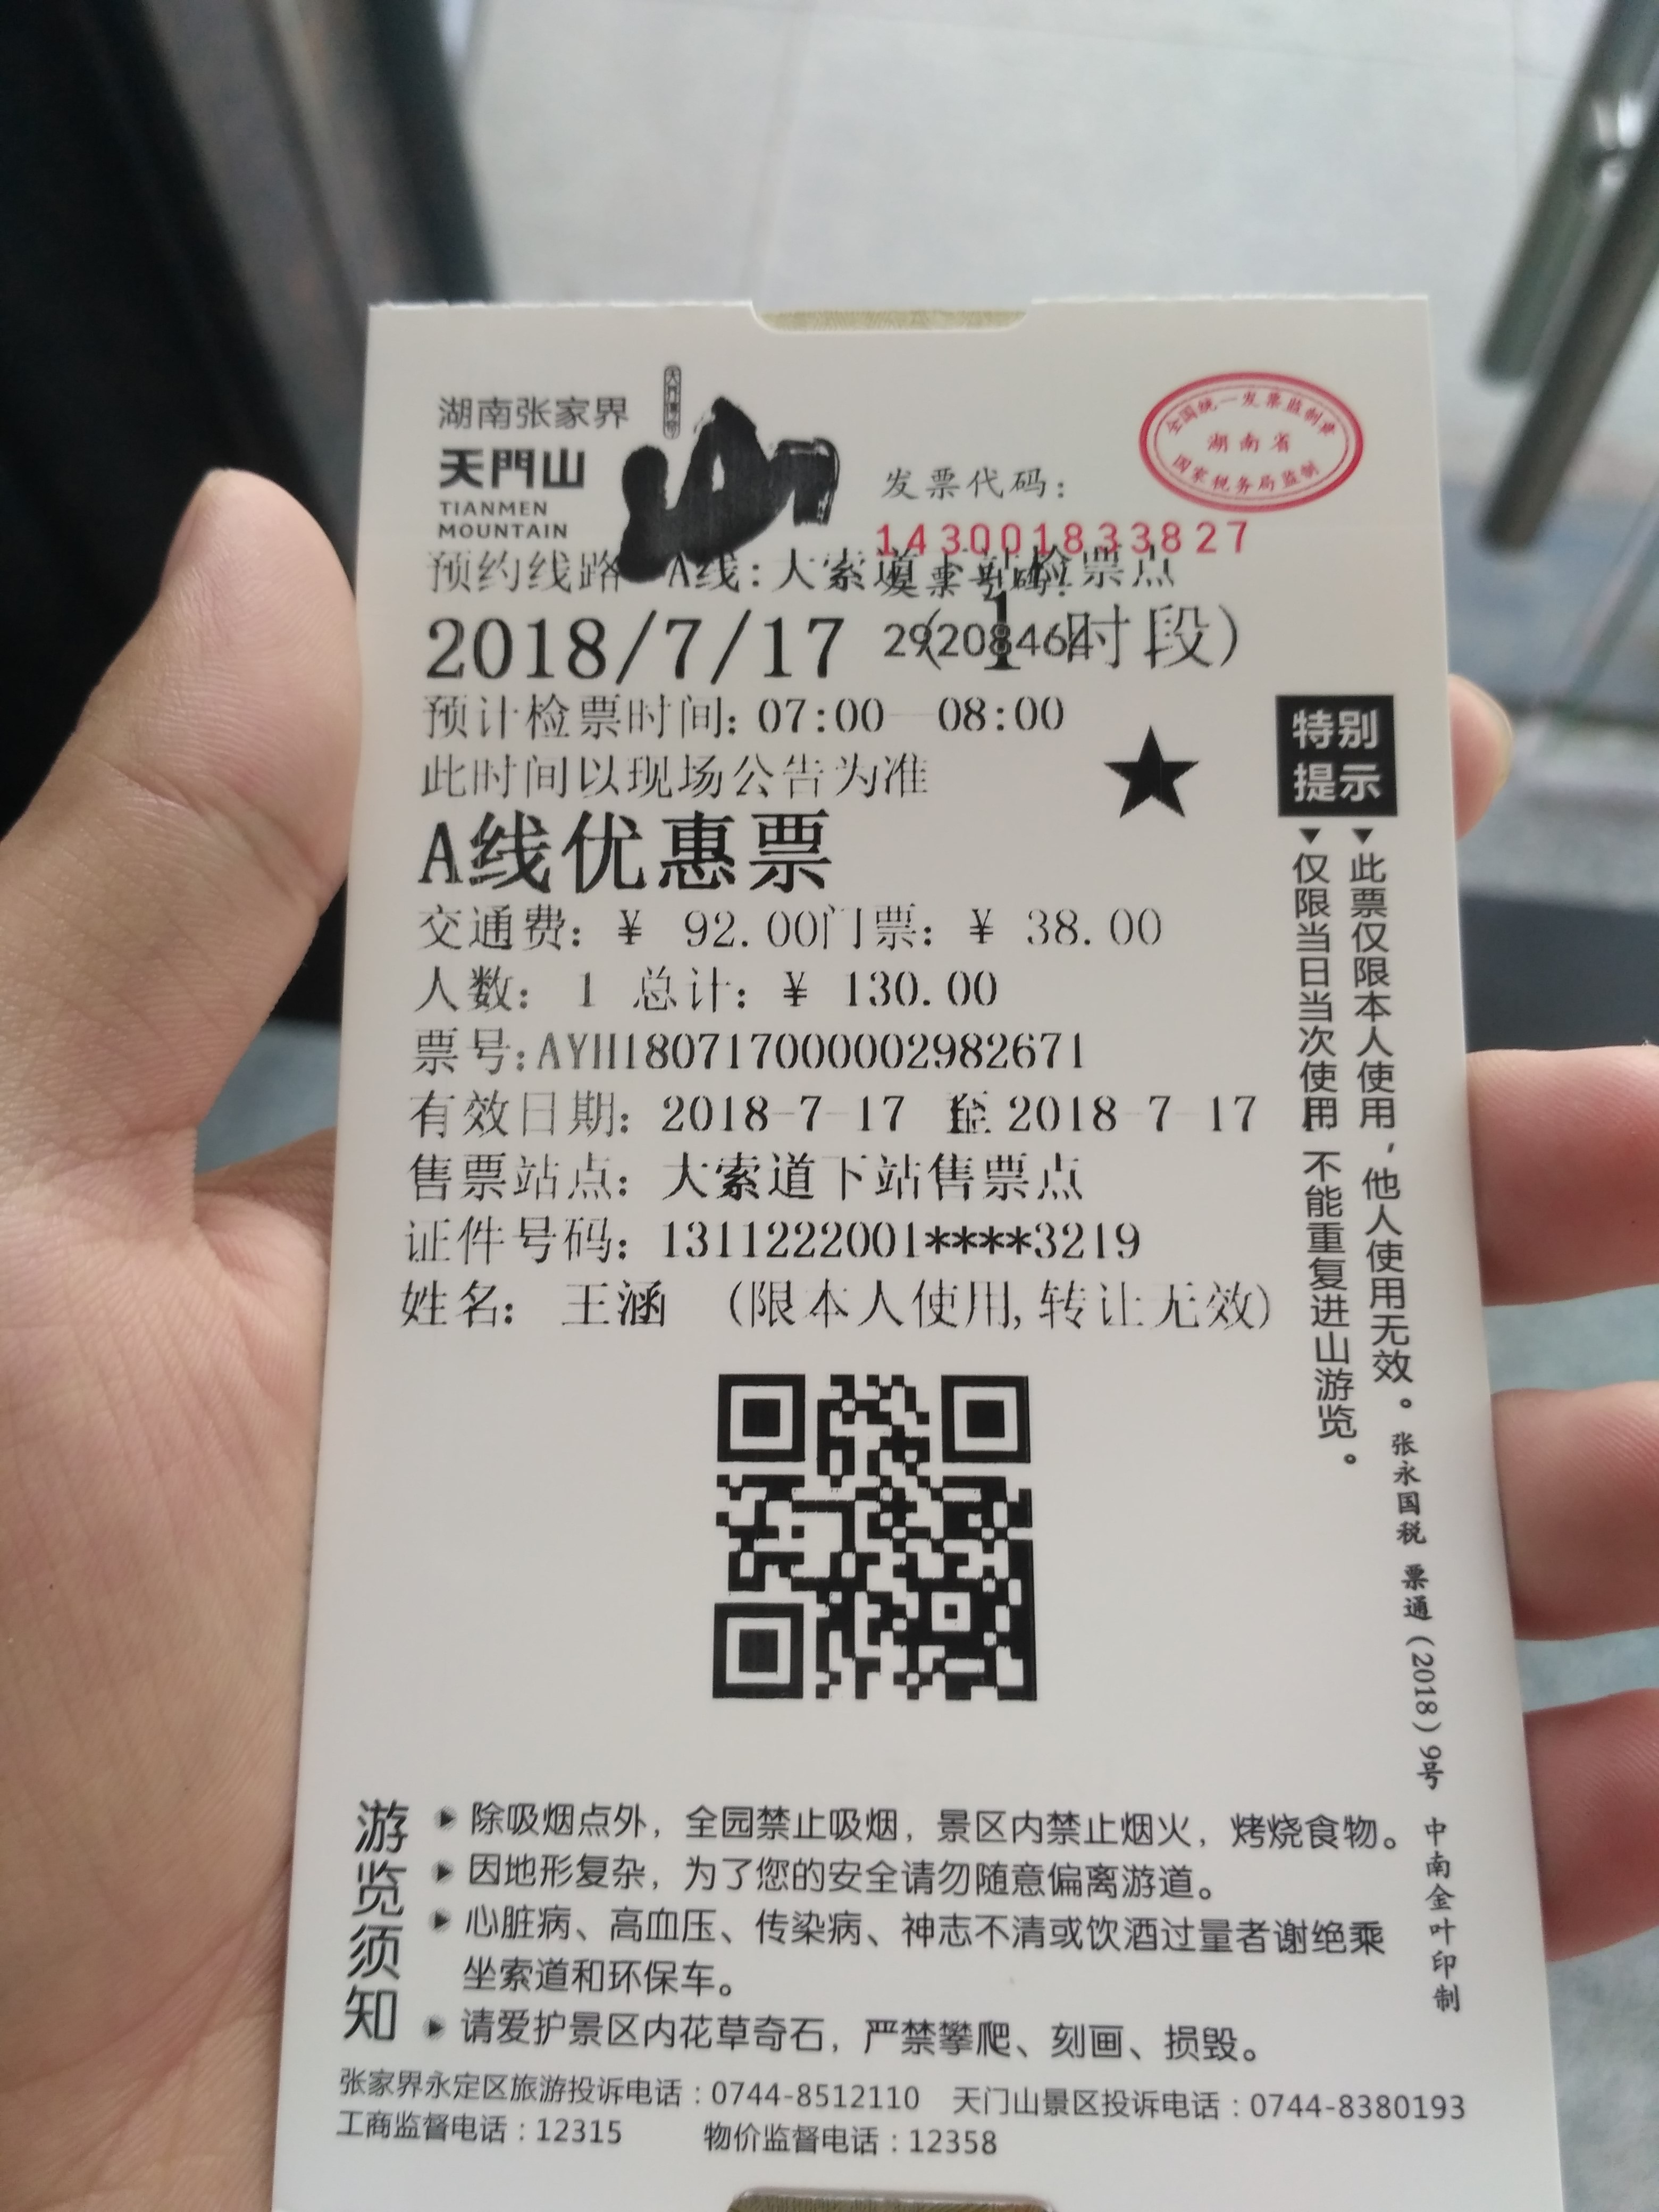 湖南张家界
天門山
TIANMEN
MOUNTAIN
山
全国统一发票监制章
湖南省
国家税务局监制
发票代码：
143001833827
发票号码：
29208464
预约线路 A线:大索道下站检票点
2018/7/17 (1 时段)
预计检票时间: 07:00—08:00
此时间以现场公告为准
★
A线优惠票
交通费: ¥ 92.00门票: ¥ 38.00
人数: 1 总计: ¥ 130.00
票号:AYH180717000002982671
有效日期: 2018-7-17 至 2018-7-17
售票站点: 大索道下站售票点
证件号码: 1311222001****3219
姓名: 王涵 (限本人使用,转让无效)
特别
提示
▼此票仅限本人使用，他人使用无效。
▼仅限当日当次使用 不能重复进山游览。
张永国税 票通(2018)9号 中南金叶印制
游览须知
▶除吸烟点外，全园禁止吸烟，景区内禁止烟火，烤烧食物。
▶因地形复杂，为了您的安全请勿随意偏离游道。
▶心脏病、高血压、传染病、神志不清或饮酒过量者谢绝乘
坐索道和环保车。
▶请爱护景区内花草奇石，严禁攀爬、刻画、损毁。
张家界永定区旅游投诉电话：0744-8512110 天门山景区投诉电话：0744-8380193
工商监督电话：12315 物价监督电话：12358